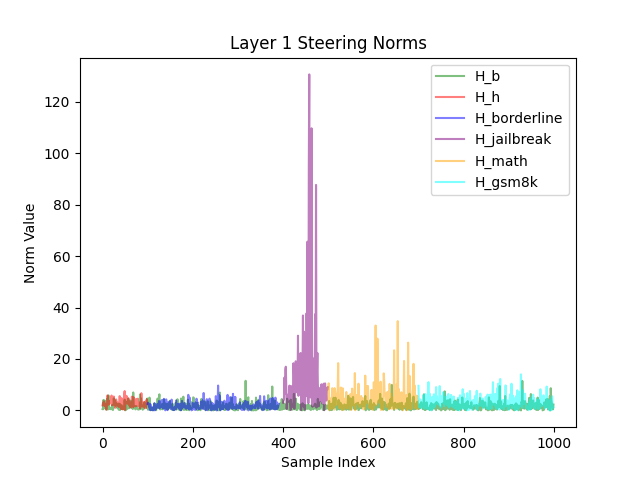 Layer 1 Steering Norms
H_b
H_h
H_borderline
H_jailbreak
H_math
H_gsm8k
Norm Value
120
100
80
60
40
20
0
0 200 400 600 800 1000
Sample Index